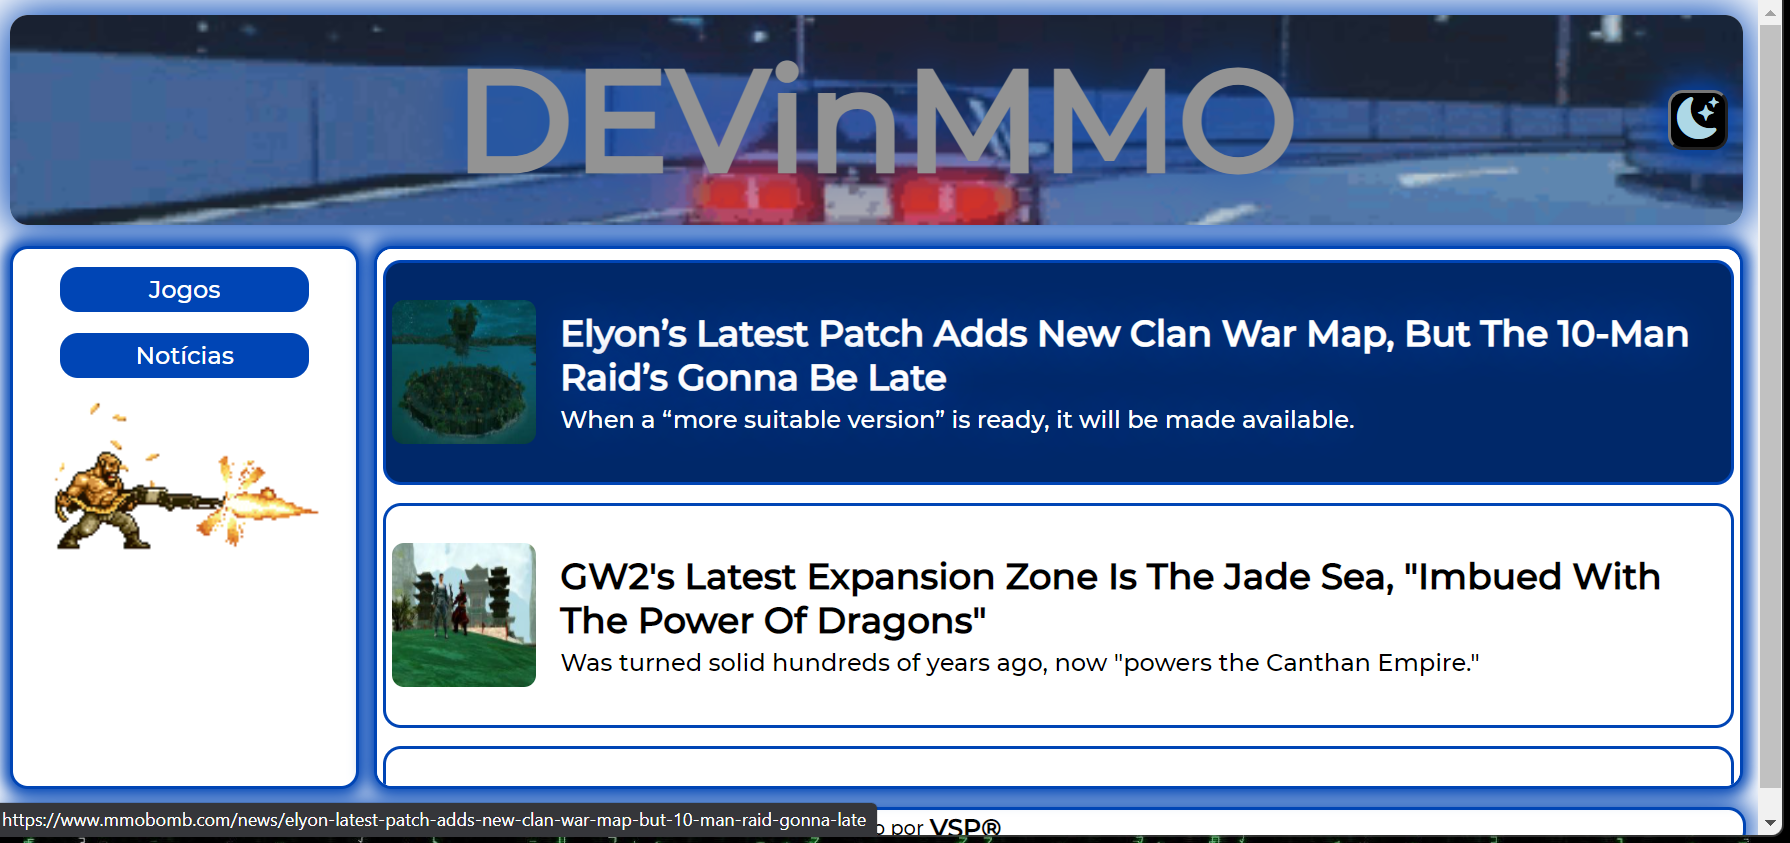 DEVinMMO
Jogos
Notícias
Elyon’s Latest Patch Adds New Clan War Map, But The 10-Man
Raid’s Gonna Be Late
When a “more suitable version” is ready, it will be made available.
GW2's Latest Expansion Zone Is The Jade Sea, "Imbued With
The Power Of Dragons"
Was turned solid hundreds of years ago, now "powers the Canthan Empire."
https://www.mmobomb.com/news/elyon-latest-patch-adds-new-clan-war-map-but-10-man-raid-gonna-late
por VSP®